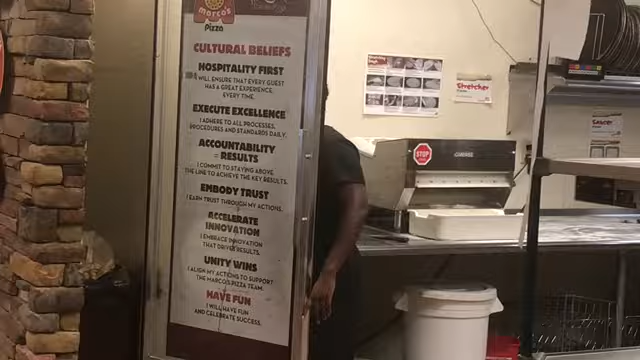 marco's
Pizza
CULTURAL BELIEFS
HOSPITALITY FIRST
I WILL ENSURE THAT EVERY GUEST
HAS A GREAT EXPERIENCE,
EVERY TIME.
EXECUTE EXCELLENCE
I ADHERE TO ALL PROCESSES,
PROCEDURES AND STANDARDS DAILY.
ACCOUNTABILITY
= RESULTS
I COMMIT TO STAYING ABOVE
THE LINE TO ACHIEVE THE KEY RESULTS.
EMBODY TRUST
I EARN TRUST THROUGH MY ACTIONS.
ACCELERATE
INNOVATION
I EMBRACE INNOVATION
THAT DRIVES RESULTS.
UNITY WINS
I ALIGN MY ACTIONS TO SUPPORT
THE MARCO'S PIZZA TEAM.
HAVE FUN
I WILL HAVE FUN
AND CELEBRATE SUCCESS.
Stretcher
STOP
Saucer